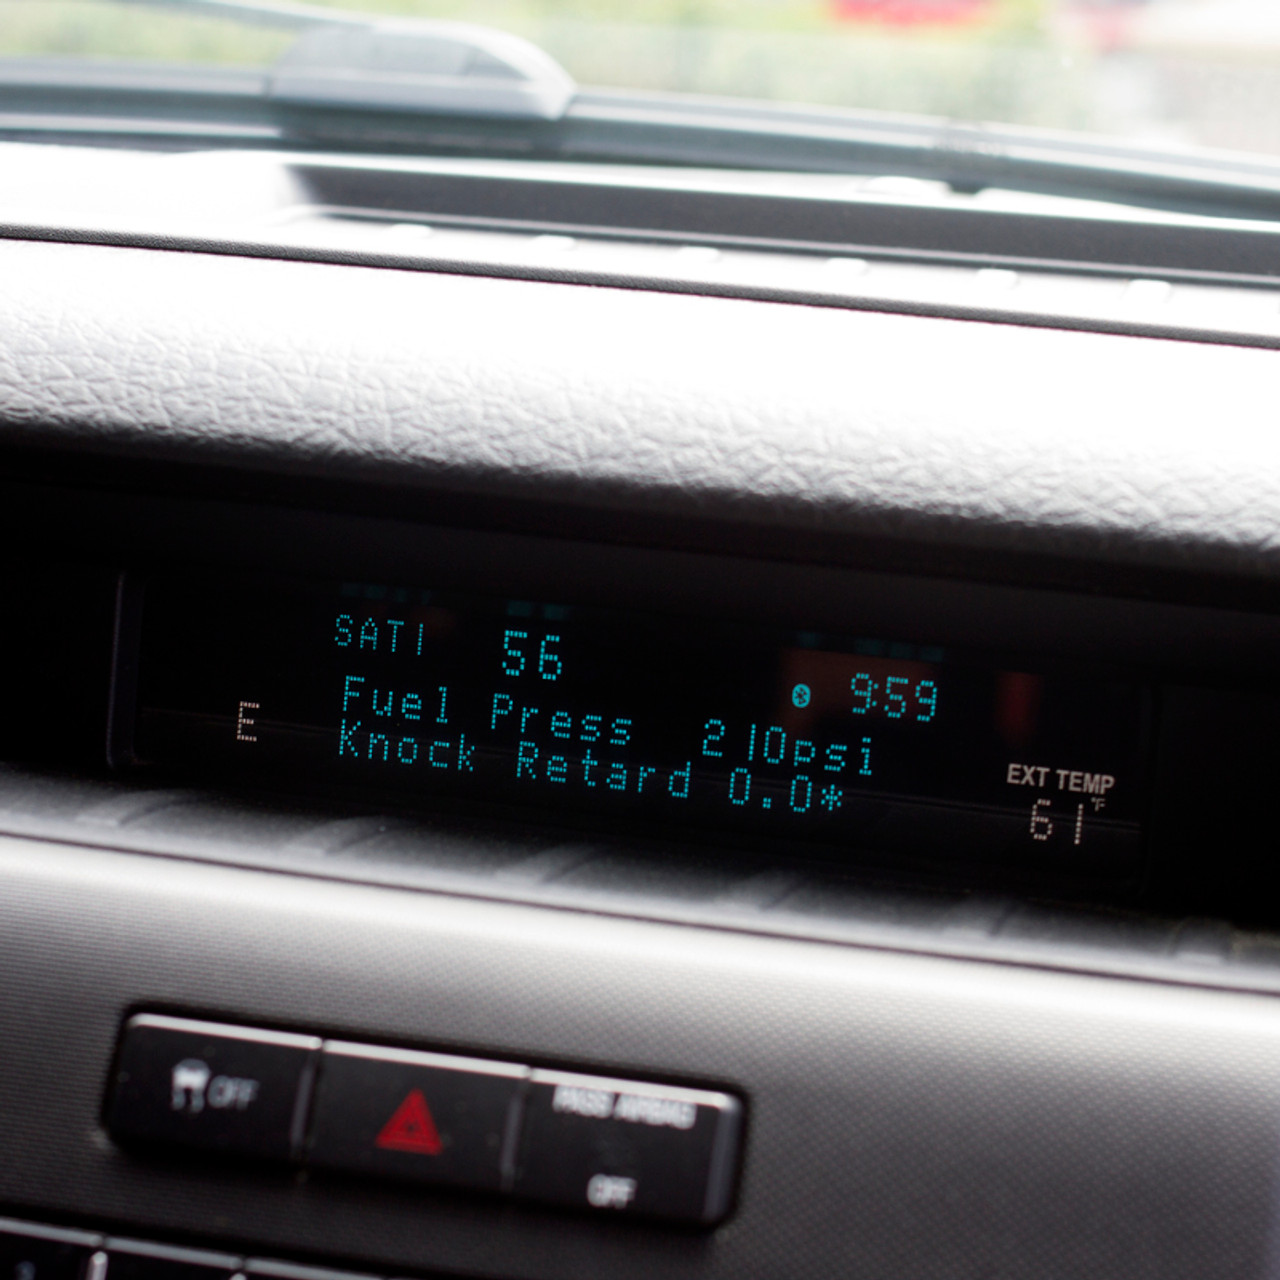 SAT1 56
9:59
Fuel Press 210psi
E
Knock Retard 0.0*
EXT TEMP
61°F
OFF
PASS AIRBAG
OFF